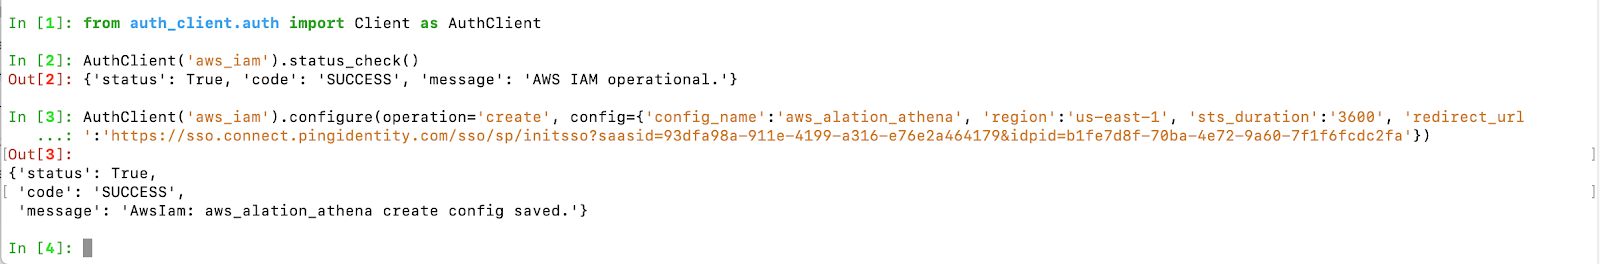 In [1]: from auth_client.auth import Client as AuthClient
In [2]: AuthClient('aws_iam').status_check()
Out[2]: {'status': True, 'code': 'SUCCESS', 'message': 'AWS IAM operational.'}
In [3]: AuthClient('aws_iam').configure(operation='create', config={'config_name':'aws_alation_athena', 'region':'us-east-1', 'sts_duration':'3600', 'redirect_url
...: ':'https://sso.connect.pingidentity.com/sso/sp/initsso?saasid=93dfa98a-911e-4199-a316-e76e2a464179&idpid=b1fe7d8f-70ba-4e72-9a60-7f1f6fcdc2fa'})
Out[3]:
{'status': True,
'code': 'SUCCESS',
'message': 'AwsIam: aws_alation_athena create config saved.'}
In [4]: